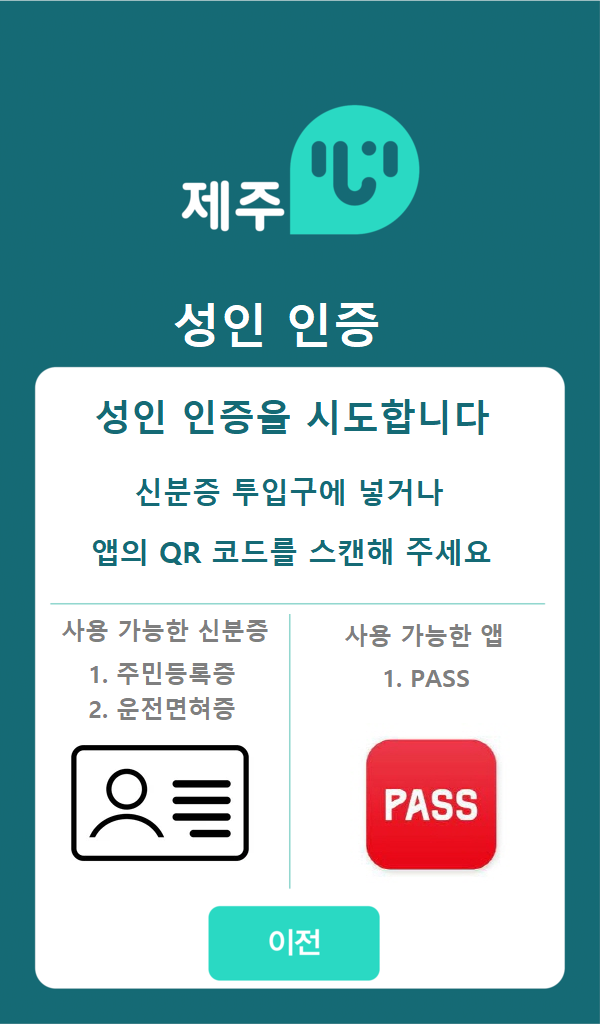 제주
성인 인증
성인 인증을 시도합니다
신분증 투입구에 넣거나
앱의 QR 코드를 스캔해 주세요
사용 가능한 신분증
1. 주민등록증
2. 운전면혀증
사용 가능한 앱
1. PASS
PASS
이전